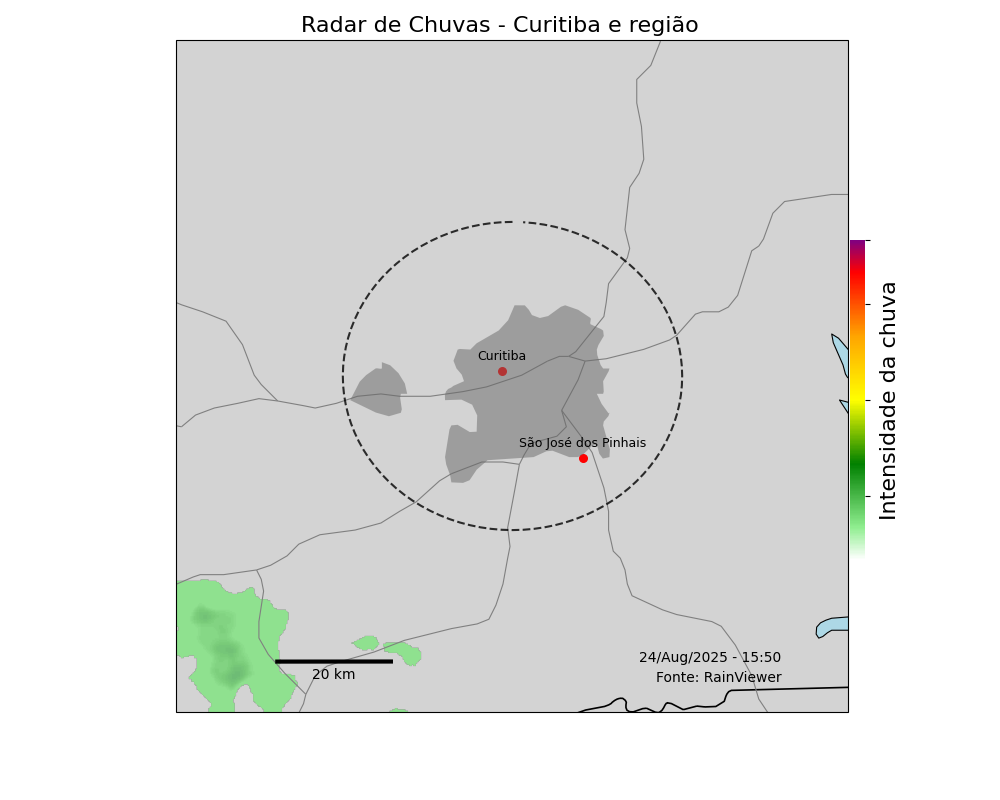 Radar de Chuvas - Curitiba e região
Curitiba
São José dos Pinhais
Intensidade da chuva
20 km
24/Aug/2025 - 15:50
Fonte: RainViewer